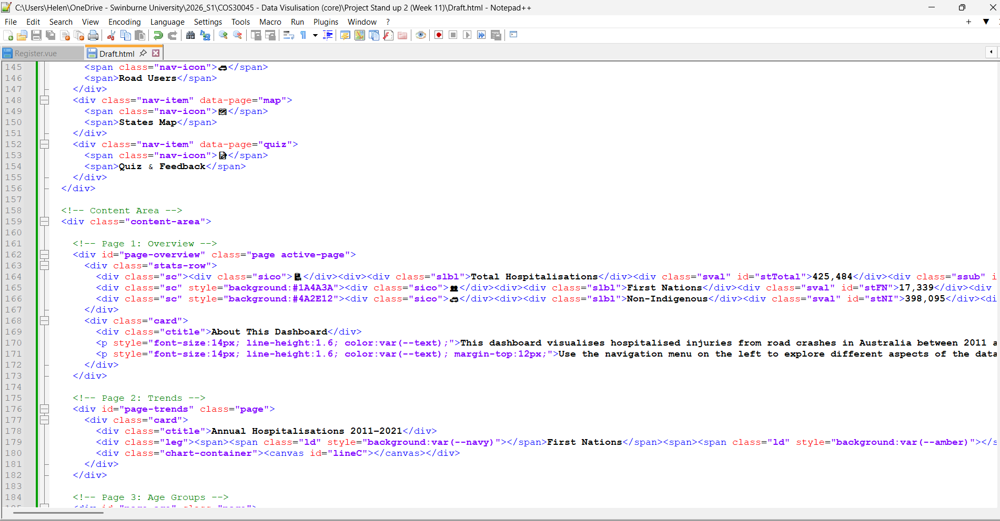 C:\Users\Helen\OneDrive - Swinburne University\2026_S1\COS30045 - Data Visulisation (core)\Project Stand up 2 (Week 11)\Draft.html - Notepad++
File Edit Search View Encoding Language Settings Tools Macro Run Plugins Window ?
Register.vue Draft.html
145 <span class="nav-icon">🚗</span>
146 <span>Road Users</span>
147 </div>
148 <div class="nav-item" data-page="map">
149 <span class="nav-icon">🗺</span>
150 <span>States Map</span>
151 </div>
152 <div class="nav-item" data-page="quiz">
153 <span class="nav-icon">📝</span>
154 <span>Quiz & Feedback</span>
155 </div>
156 </div>
157
158 <!-- Content Area -->
159 <div class="content-area">
160
161 <!-- Page 1: Overview -->
162 <div id="page-overview" class="page active-page">
163 <div class="stats-row">
164 <div class="sc"><div class="sico"></div><div><div class="slbl">Total Hospitalisations</div><div class="sval" id="stTotal">425,484</div><div class="ssub" i
165 <div class="sc" style="background:#1A4A3A"><div class="sico">👥</div><div><div class="slbl">First Nations</div><div class="sval" id="stFN">17,339</div><div
166 <div class="sc" style="background:#4A2E12"><div class="sico">🚗</div><div><div class="slbl">Non-Indigenous</div><div class="sval" id="stNI">398,095</div><di
167 </div>
168 <div class="card">
169 <div class="ctitle">About This Dashboard</div>
170 <p style="font-size:14px; line-height:1.6; color:var(--text);">This dashboard visualises hospitalised injuries from road crashes in Australia between 2011 a
171 <p style="font-size:14px; line-height:1.6; color:var(--text); margin-top:12px;">Use the navigation menu on the left to explore different aspects of the data
172 </div>
173 </div>
174
175 <!-- Page 2: Trends -->
176 <div id="page-trends" class="page">
177 <div class="card">
178 <div class="ctitle">Annual Hospitalisations 2011–2021</div>
179 <div class="leg"><span><span class="ld" style="background:var(--navy)"></span>First Nations</span><span><span class="ld" style="background:var(--amber)"></s
180 <div class="chart-container"><canvas id="lineC"></canvas></div>
181 </div>
182 </div>
183
184 <!-- Page 3: Age Groups -->